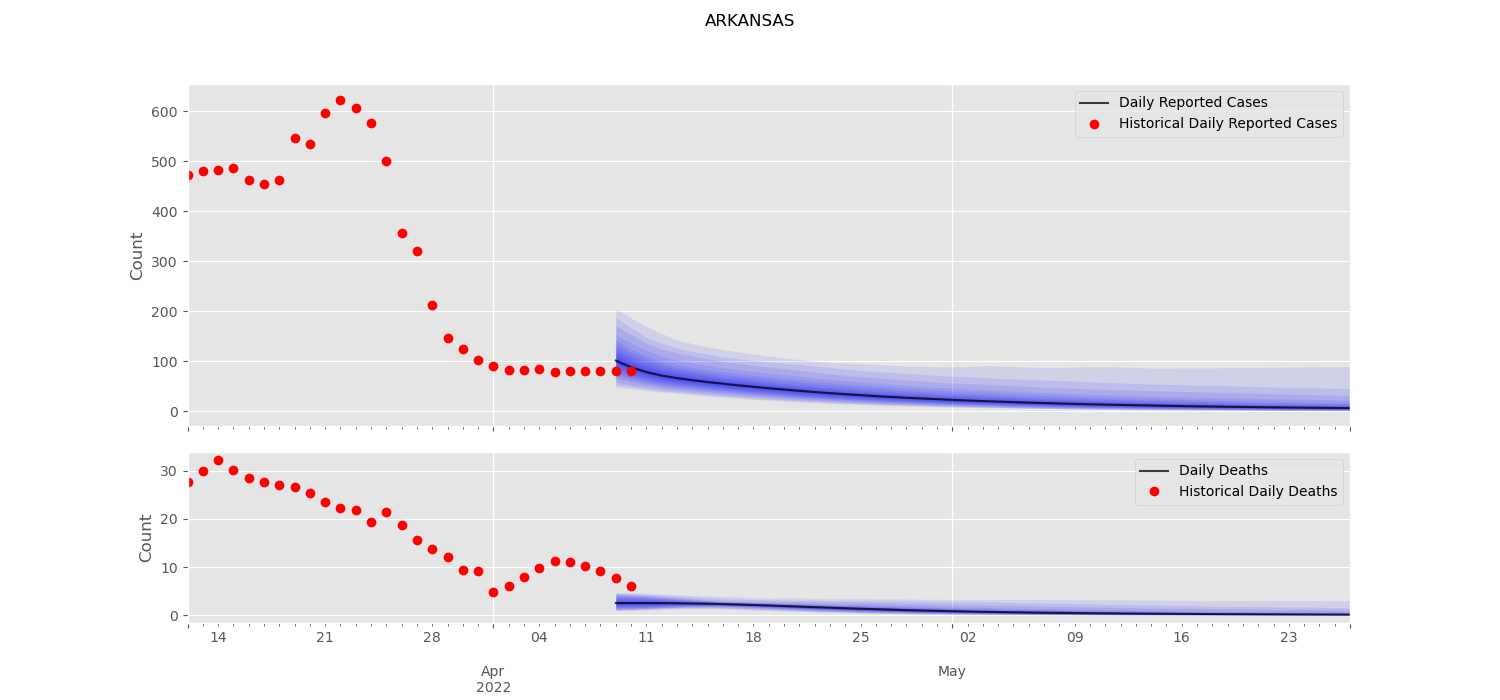 ARKANSAS
Daily Reported Cases
Historical Daily Reported Cases
600
500
400
300
200
100
0
Count
Daily Deaths
Historical Daily Deaths
30
20
10
0
Count
14 21 28 04 11 18 25 02 09 16 23
Apr May
2022